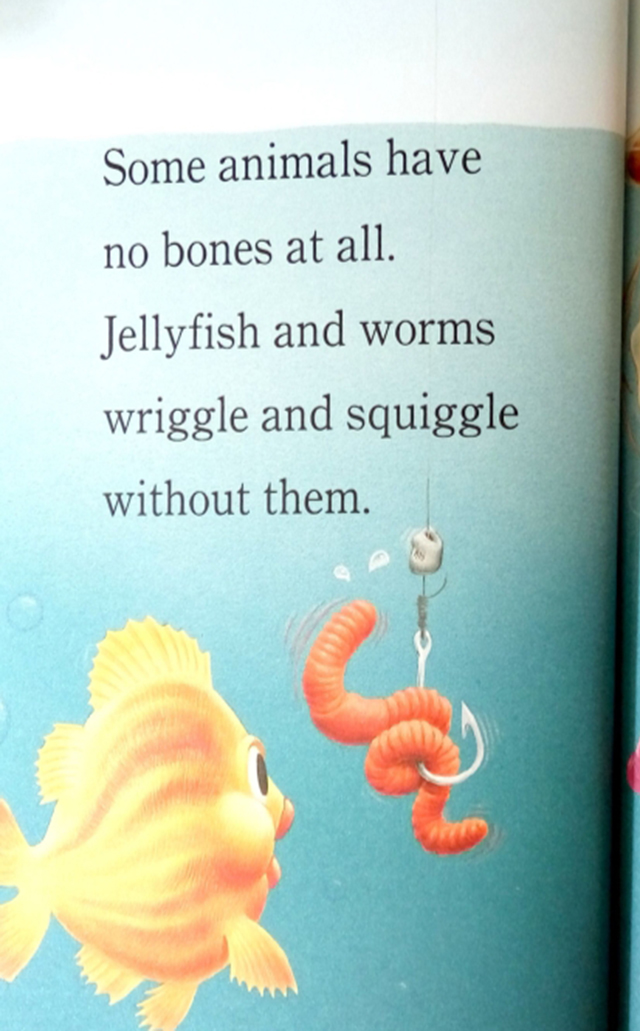 Some animals have
no bones at all.
Jellyfish and worms
wriggle and squiggle
without them.